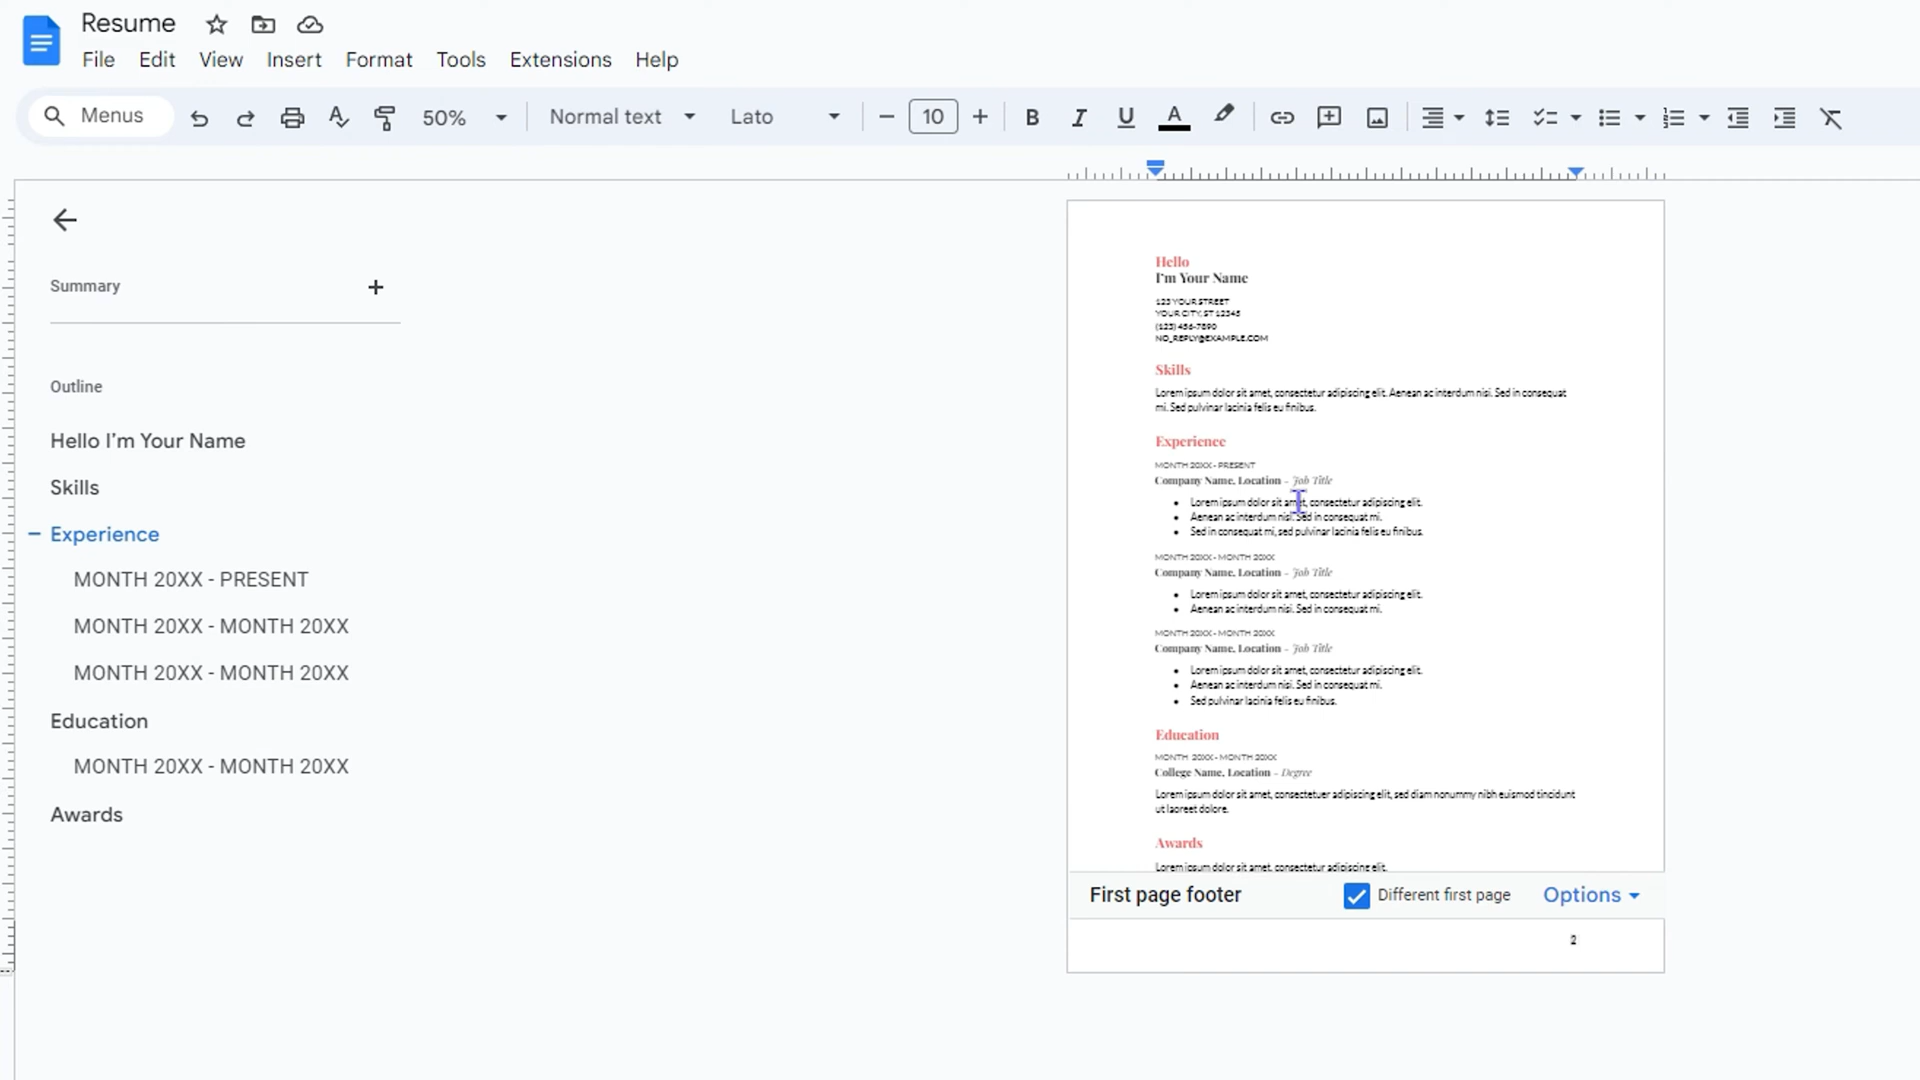 Resume
File Edit View Insert Format Tools Extensions Help
Menus 50% Normal text Lato 10
Summary
Outline
Hello I'm Your Name
Skills
Experience
MONTH 20XX - PRESENT
MONTH 20XX - MONTH 20XX
MONTH 20XX - MONTH 20XX
Education
MONTH 20XX - MONTH 20XX
Awards
Hello
I'm Your Name
123 YOUR STREET
YOUR CITY, ST 12345
(123) 456-7890
NO_REPLY@EXAMPLE.COM
Skills
Lorem ipsum dolor sit amet, consectetur adipiscing elit. Aenean ac interdum nisi. Sed in consequat
mi. Sed pulvinar lacinia felis eu finibus.
Experience
MONTH 20XX - PRESENT
Company Name, Location - Job Title
• Lorem ipsum dolor sit amet, consectetur adipiscing elit.
• Aenean ac interdum nisi. Sed in consequat mi.
• Sed in consequat mi, sed pulvinar lacinia felis eu finibus.
MONTH 20XX - MONTH 20XX
Company Name, Location - Job Title
• Lorem ipsum dolor sit amet, consectetur adipiscing elit.
• Aenean ac interdum nisi. Sed in consequat mi.
MONTH 20XX - MONTH 20XX
Company Name, Location - Job Title
• Lorem ipsum dolor sit amet, consectetur adipiscing elit.
• Aenean ac interdum nisi. Sed in consequat mi.
• Sed pulvinar lacinia felis eu finibus.
Education
MONTH 20XX - MONTH 20XX
College Name, Location - Degree
Lorem ipsum dolor sit amet, consectetuer adipiscing elit, sed diam nonummy nibh euismod tincidunt
ut laoreet dolore.
Awards
Lorem ipsum dolor sit amet, consectetur adipiscing elit.
First page footer Different first page Options
2